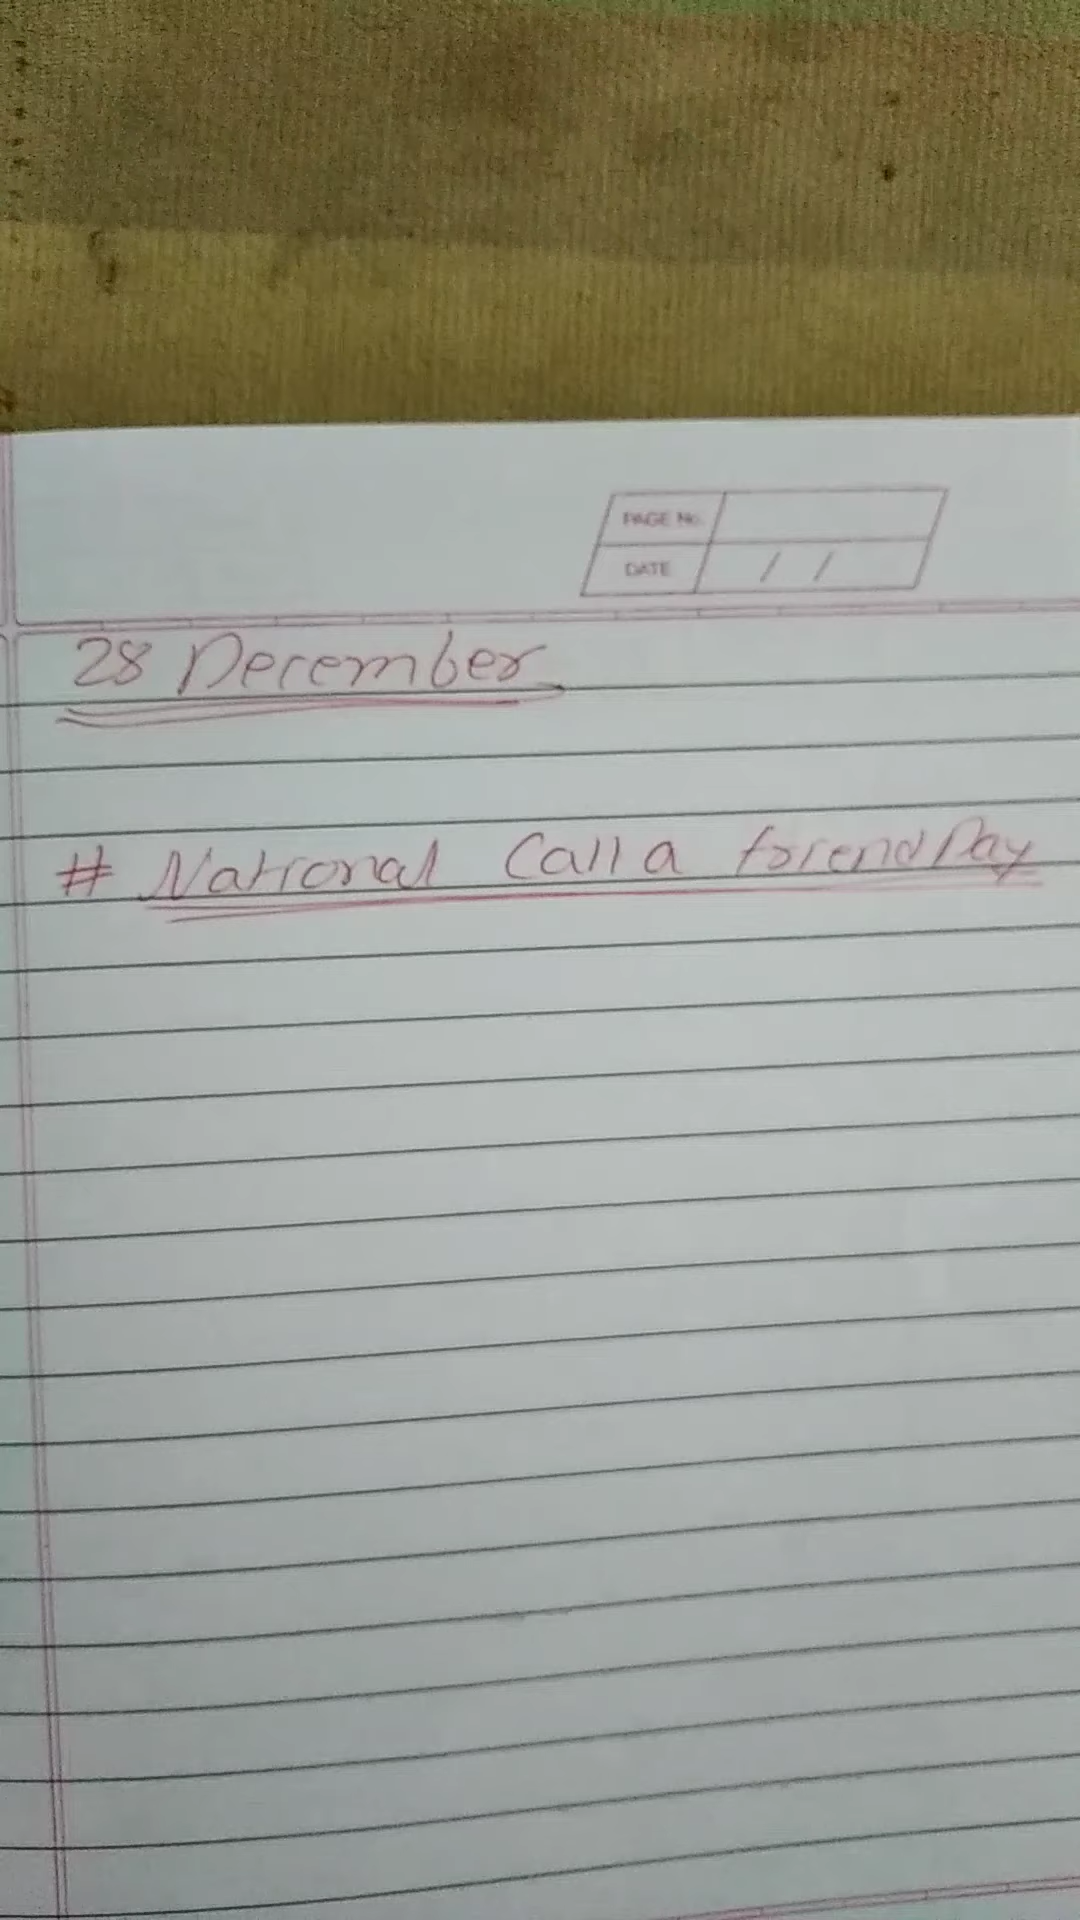 PAGE No.
DATE / /
28 December
# National Call a friend Day